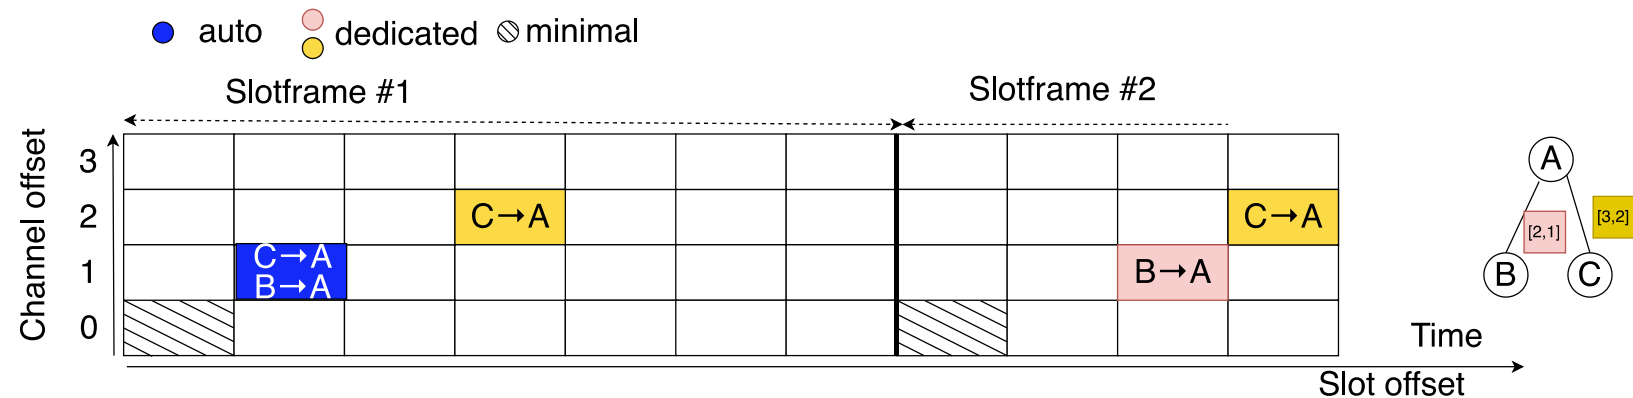 auto
dedicated
minimal
Slotframe #1
Slotframe #2
Channel offset
3
2
1
0
C→A
C→A
C→A
B→A
B→A
A
[2,1]
[3,2]
B
C
Time
Slot offset